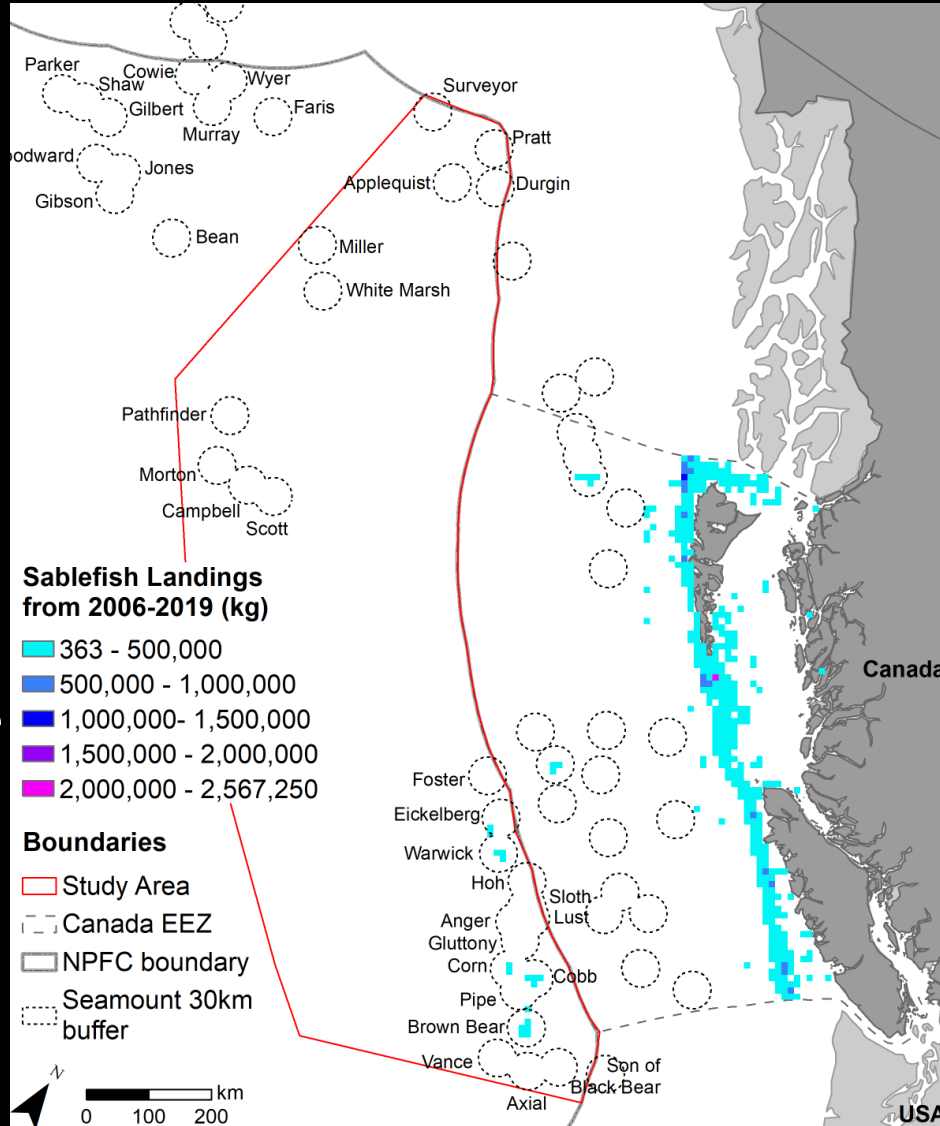 Parker
Cowie
Shaw
Wyer
Surveyor
Gilbert
Faris
Murray
Pratt
oodward
Jones
Applequist
Durgin
Gibson
Bean
Miller
White Marsh
Pathfinder
Morton
Campbell
Scott
Sablefish Landings
from 2006-2019 (kg)
363 - 500,000
500,000 - 1,000,000
1,000,000- 1,500,000
1,500,000 - 2,000,000
2,000,000 - 2,567,250
Canada
Foster
Eickelberg
Warwick
Hoh
Sloth
Lust
Anger
Gluttony
Corn
Cobb
Pipe
Brown Bear
Vance
Axial
Son of
Black Bear
Boundaries
Study Area
Canada EEZ
NPFC boundary
Seamount 30km
buffer
N
km
0 100 200
USA